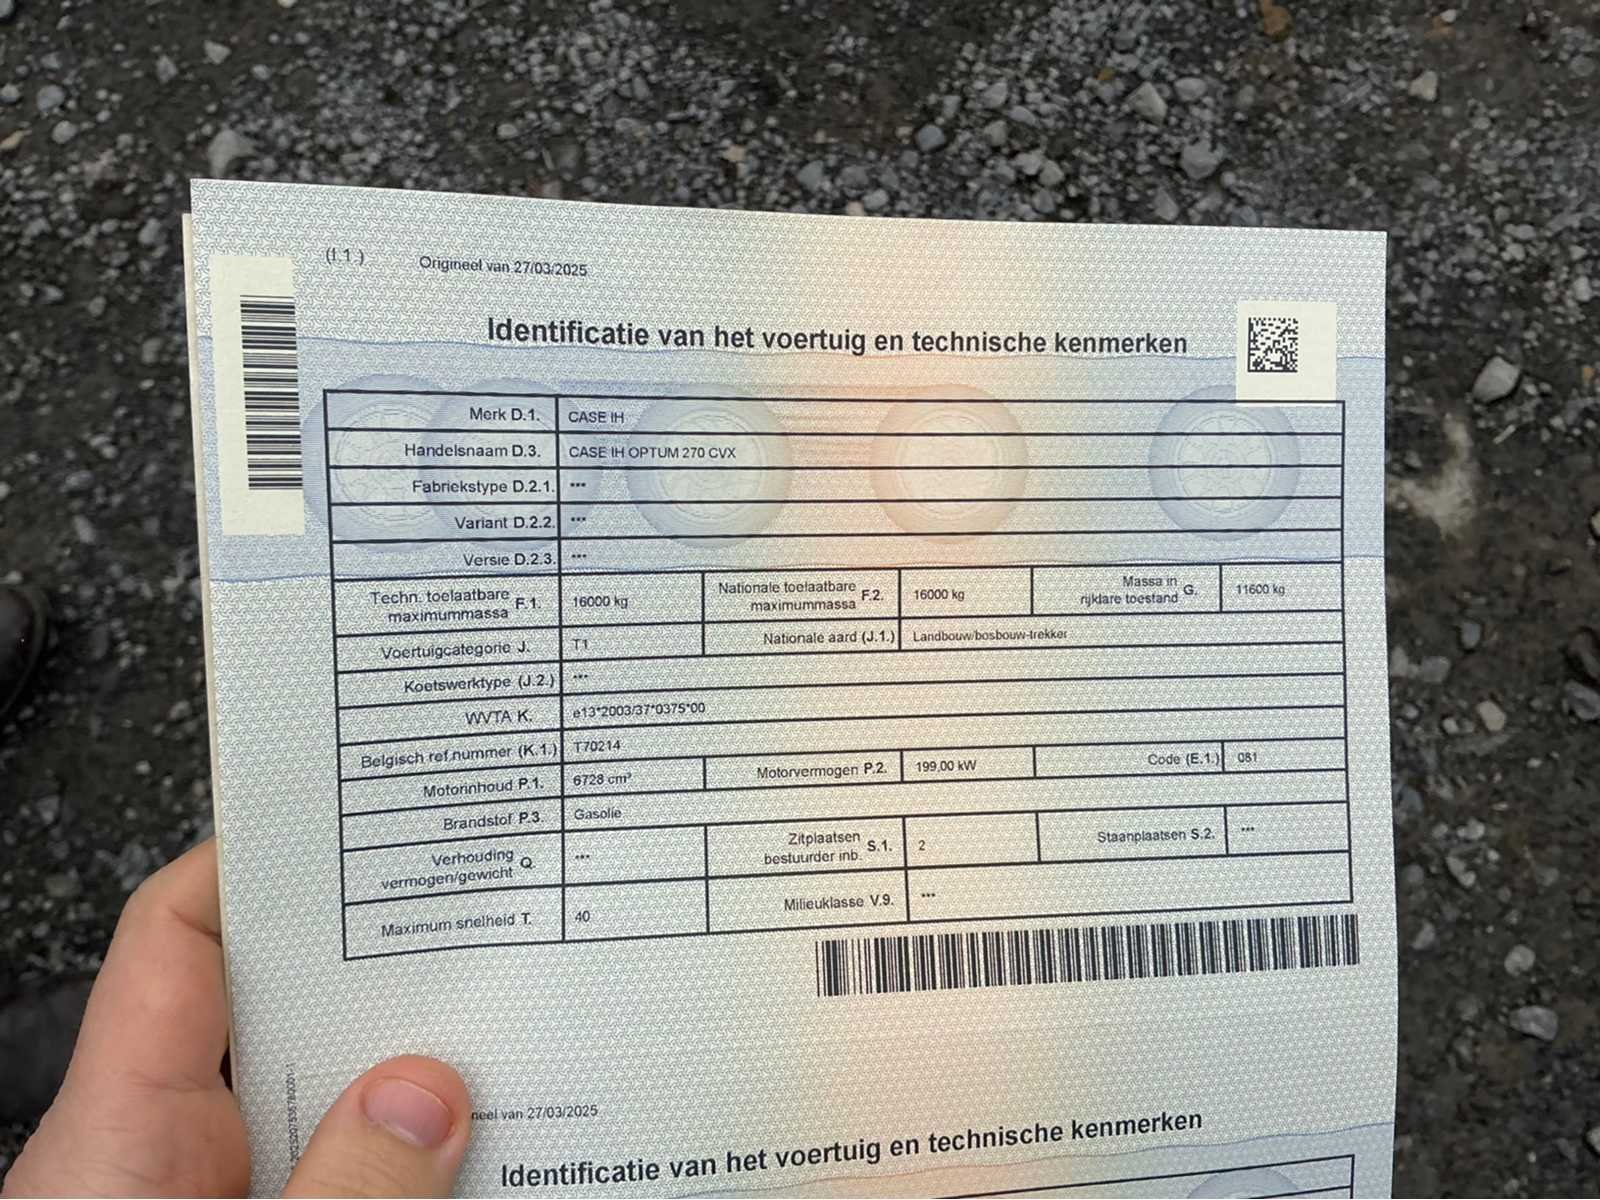 (I.1.) Origineel van 27/03/2025
Identificatie van het voertuig en technische kenmerken
Merk D.1. CASE IH
Handelsnaam D.3. CASE IH OPTUM 270 CVX
Fabriekstype D.2.1. ***
Variant D.2.2. ***
Versie D.2.3. ***
Techn. toelaatbare maximummassa F.1. 16000 kg Nationale toelaatbare maximummassa F.2. 16000 kg Massa in rijklare toestand G. 11600 kg
Voertuigcategorie J. T1 Nationale aard (J.1.) Landbouw/bosbouw-trekker
Koetswerktype (J.2.) ***
WVTA K. e13*2003/37*0375*00
Belgisch ref.nummer (K.1.) T70214
Motorinhoud P.1. 6728 cm³ Motorvermogen P.2. 199,00 kW Code (E.1.) 081
Brandstof P.3. Gasolie
Verhouding vermogen/gewicht Q. *** Zitplaatsen bestuurder inb. S.1. 2 Staanplaatsen S.2. ***
Maximum snelheid T. 40 Milieuklasse V.9. ***
neel van 27/03/2025
Identificatie van het voertuig en technische kenmerken